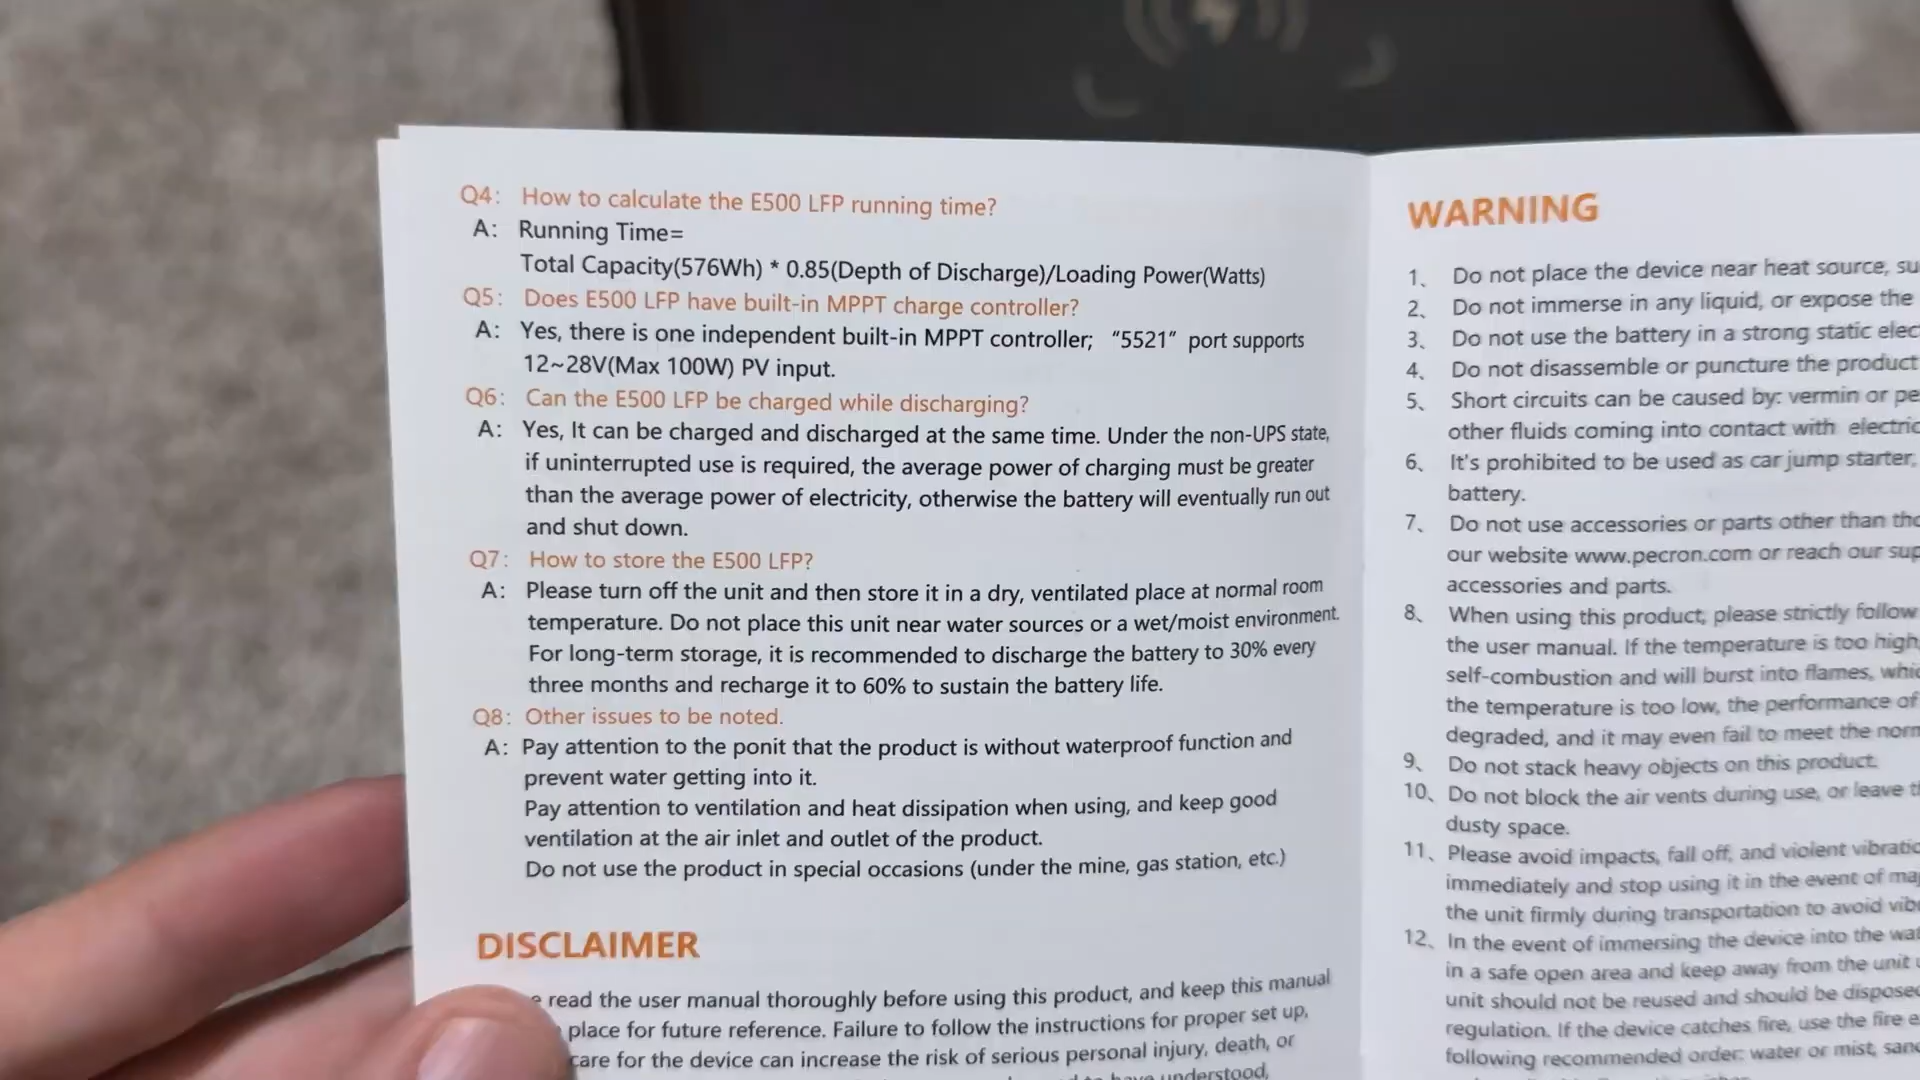 Q4: How to calculate the E500 LFP running time?
A: Running Time=
Total Capacity(576Wh) * 0.85(Depth of Discharge)/Loading Power(Watts)
Q5: Does E500 LFP have built-in MPPT charge controller?
A: Yes, there is one independent built-in MPPT controller; “5521” port supports
12~28V(Max 100W) PV input.
Q6: Can the E500 LFP be charged while discharging?
A: Yes, It can be charged and discharged at the same time. Under the non-UPS state,
if uninterrupted use is required, the average power of charging must be greater
than the average power of electricity, otherwise the battery will eventually run out
and shut down.
Q7: How to store the E500 LFP?
A: Please turn off the unit and then store it in a dry, ventilated place at normal room
temperature. Do not place this unit near water sources or a wet/moist environment.
For long-term storage, it is recommended to discharge the battery to 30% every
three months and recharge it to 60% to sustain the battery life.
Q8: Other issues to be noted.
A: Pay attention to the ponit that the product is without waterproof function and
prevent water getting into it.
Pay attention to ventilation and heat dissipation when using, and keep good
ventilation at the air inlet and outlet of the product.
Do not use the product in special occasions (under the mine, gas station, etc.)
DISCLAIMER
read the user manual thoroughly before using this product, and keep this manual
place for future reference. Failure to follow the instructions for proper set up,
care for the device can increase the risk of serious personal injury, death, or
have understood,
WARNING
1、 Do not place the device near heat source,
2、 Do not immerse in any liquid, or expose the
3、 Do not use the battery in a strong static
4、 Do not disassemble or puncture the product
5、 Short circuits can be caused by: vermin or
other fluids coming into contact with
6、 It's prohibited to be used as car jump starter,
battery.
7、 Do not use accessories or parts other than
our website www.pecron.com or reach our
accessories and parts.
8、 When using this product, please strictly follow
the user manual. If the temperature is too high,
self-combustion and will burst into flames,
the temperature is too low, the performance of
degraded, and it may even fail to meet the
9、 Do not stack heavy objects on this product.
10、 Do not block the air vents during use, or leave
dusty space.
11、 Please avoid impacts, fall off, and violent
immediately and stop using it in the event of
the unit firmly during transportation to avoid
12、 In the event of immersing the device into the
in a safe open area and keep away from the unit
unit should not be reused and should be
regulation. If the device catches fire, use the fire
following recommended order: water or mist,